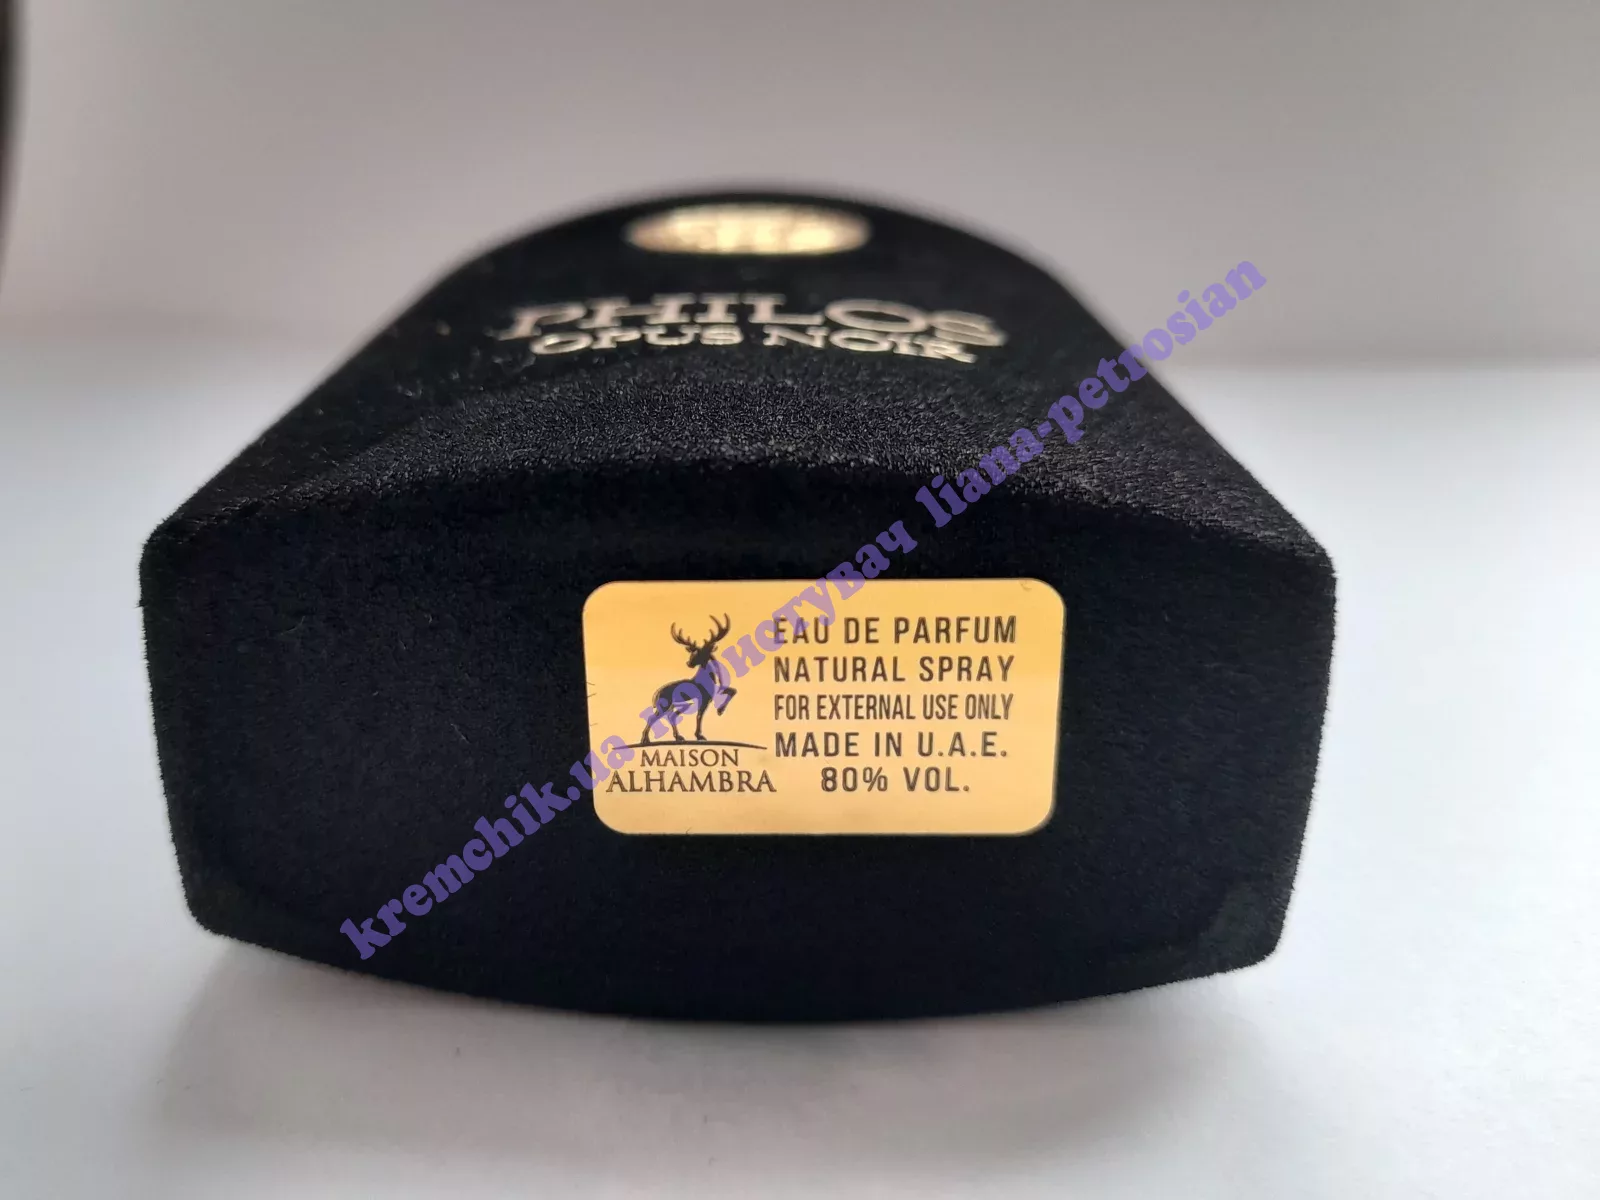 PHILOS
OPUS NOIR
MAISON
ALHAMBRA
EAU DE PARFUM
NATURAL SPRAY
FOR EXTERNAL USE ONLY
MADE IN U.A.E.
80% VOL.
kremchik.ua користувач liana-petrosian